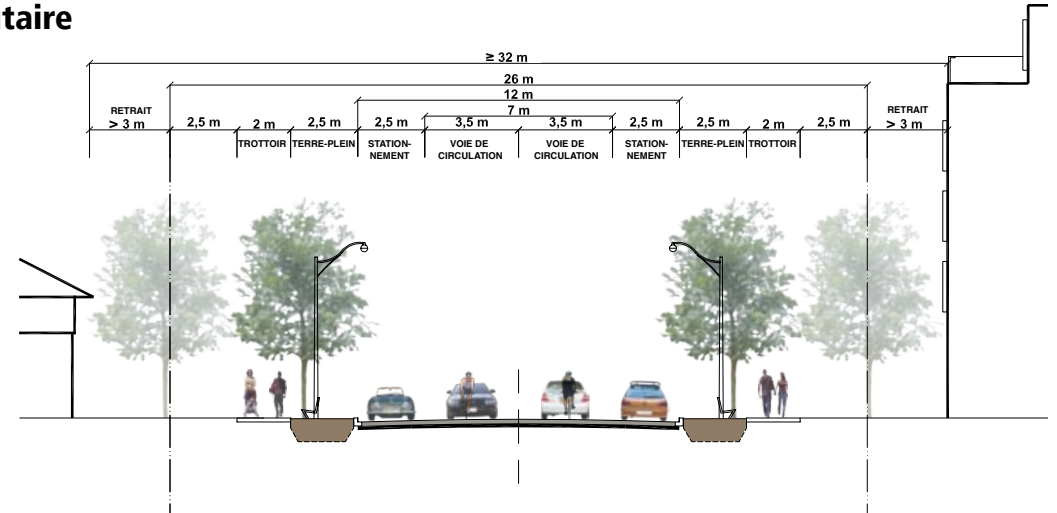 taire
≥ 32 m
26 m
12 m
7 m
RETRAIT
> 3 m
2,5 m
2 m
2,5 m
2,5 m
3,5 m
3,5 m
2,5 m
2,5 m
2 m
2,5 m
RETRAIT
> 3 m
TROTTOIR
TERRE-PLEIN
STATION-
NEMENT
VOIE DE
CIRCULATION
VOIE DE
CIRCULATION
STATION-
NEMENT
TERRE-PLEIN
TROTTOIR